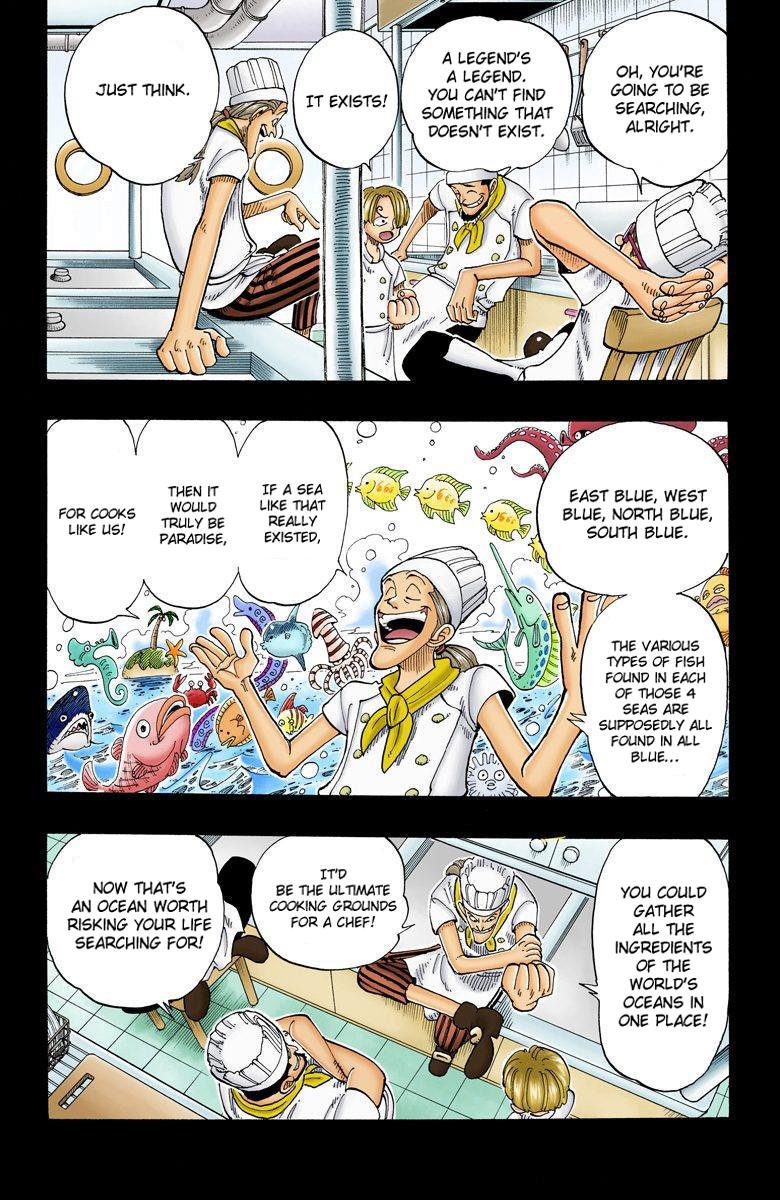 OH, YOU'RE
GOING TO BE
SEARCHING,
ALRIGHT.
A LEGEND'S
A LEGEND.
YOU CAN'T FIND
SOMETHING THAT
DOESN'T EXIST.
IT EXISTS!
JUST THINK.
EAST BLUE, WEST
BLUE, NORTH BLUE,
SOUTH BLUE.
THE VARIOUS
TYPES OF FISH
FOUND IN EACH
OF THOSE 4
SEAS ARE
SUPPOSEDLY ALL
FOUND IN ALL
BLUE...
IF A SEA
LIKE THAT
REALLY
EXISTED,
THEN IT
WOULD
TRULY BE
PARADISE,
FOR COOKS
LIKE US!
YOU COULD
GATHER
ALL THE
INGREDIENTS
OF THE
WORLD'S
OCEANS IN
ONE PLACE!
IT'D
BE THE ULTIMATE
COOKING GROUNDS
FOR A CHEF!
NOW THAT'S
AN OCEAN WORTH
RISKING YOUR LIFE
SEARCHING FOR!